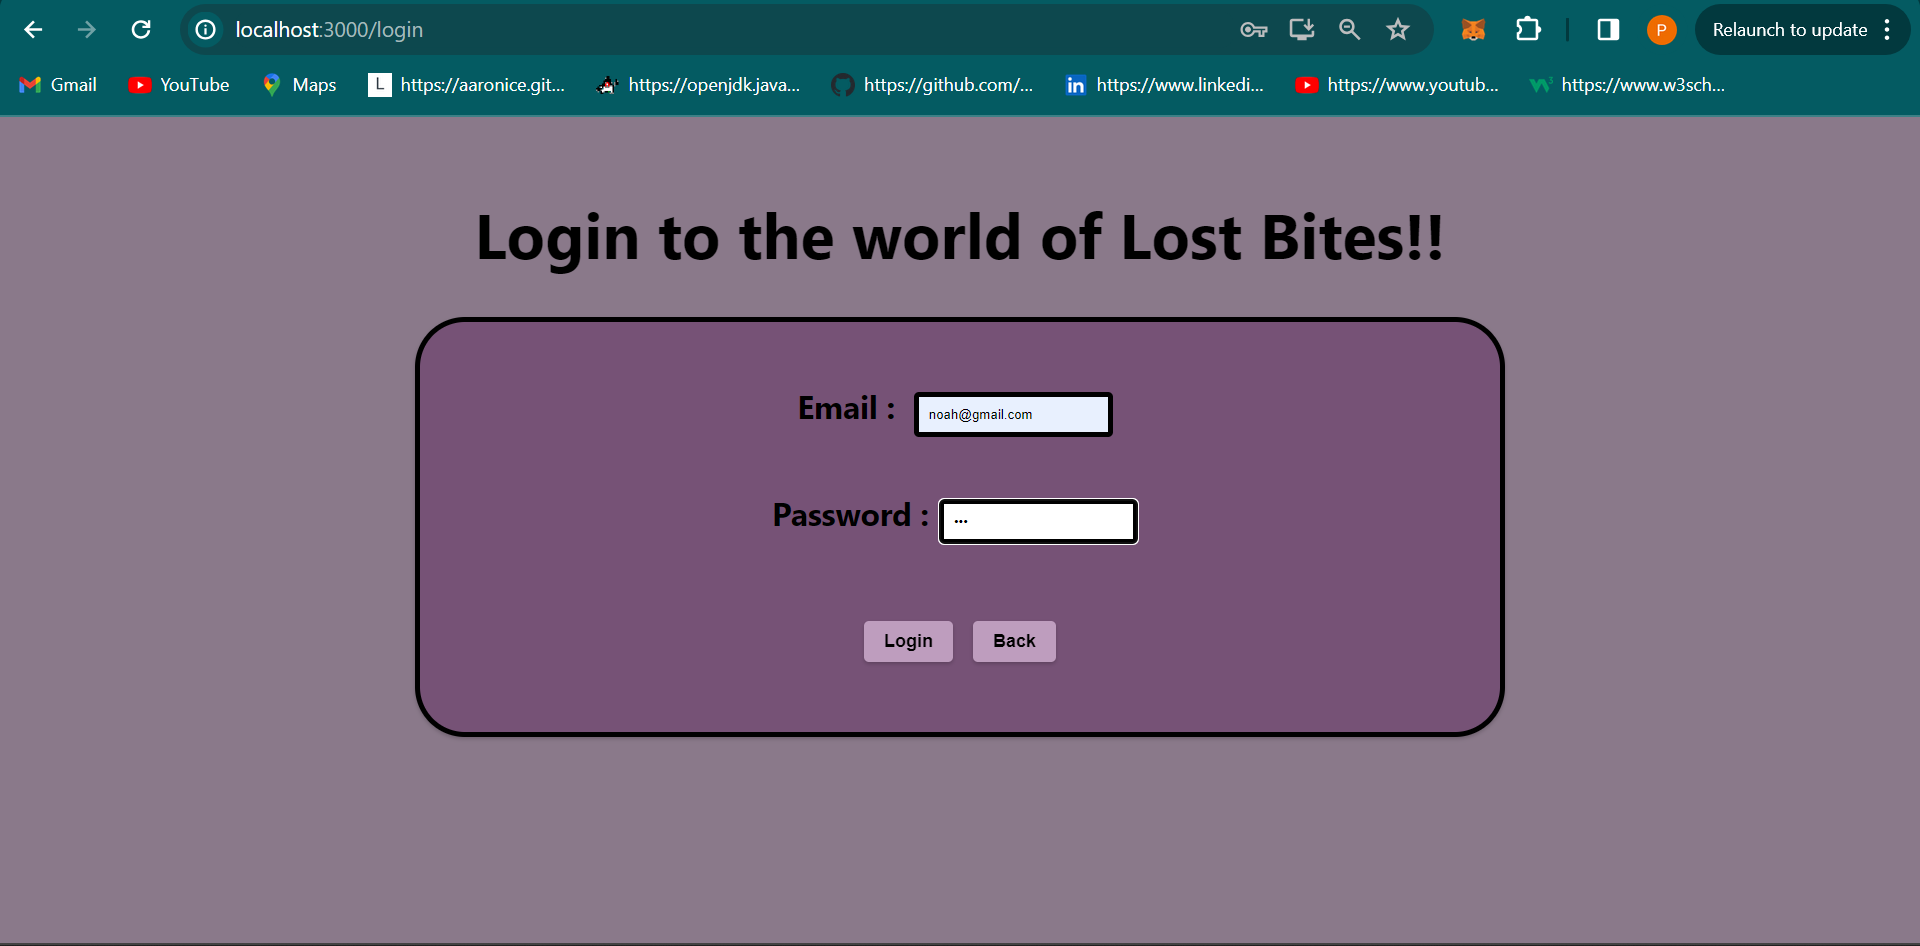 localhost:3000/login
Relaunch to update
P
Gmail
YouTube
Maps
L
https://aaronice.git...
https://openjdk.java...
https://github.com/...
in
https://www.linkedi...
https://www.youtub...
W3
https://www.w3sch...
Login to the world of Lost Bites!!
Email :
noah@gmail.com
Password :
•••
Login
Back